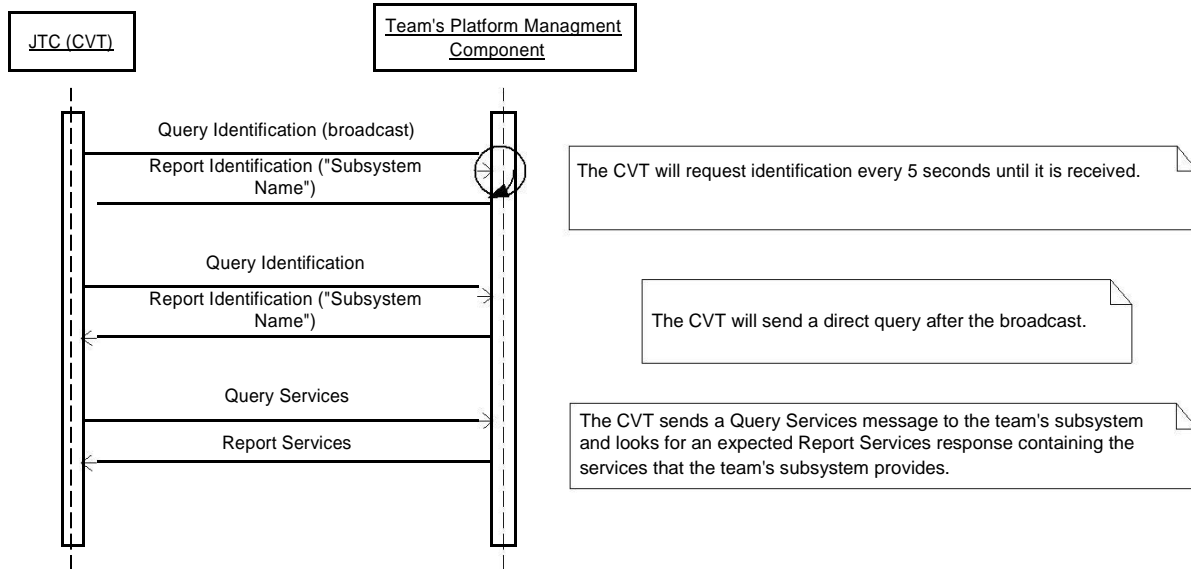 JTC (CVT)
Team's Platform Managment
Component
Query Identification (broadcast)
Report Identification ("Subsystem
Name")
The CVT will request identification every 5 seconds until it is received.
Query Identification
Report Identification ("Subsystem
Name")
The CVT will send a direct query after the broadcast.
Query Services
Report Services
The CVT sends a Query Services message to the team's subsystem
and looks for an expected Report Services response containing the
services that the team's subsystem provides.